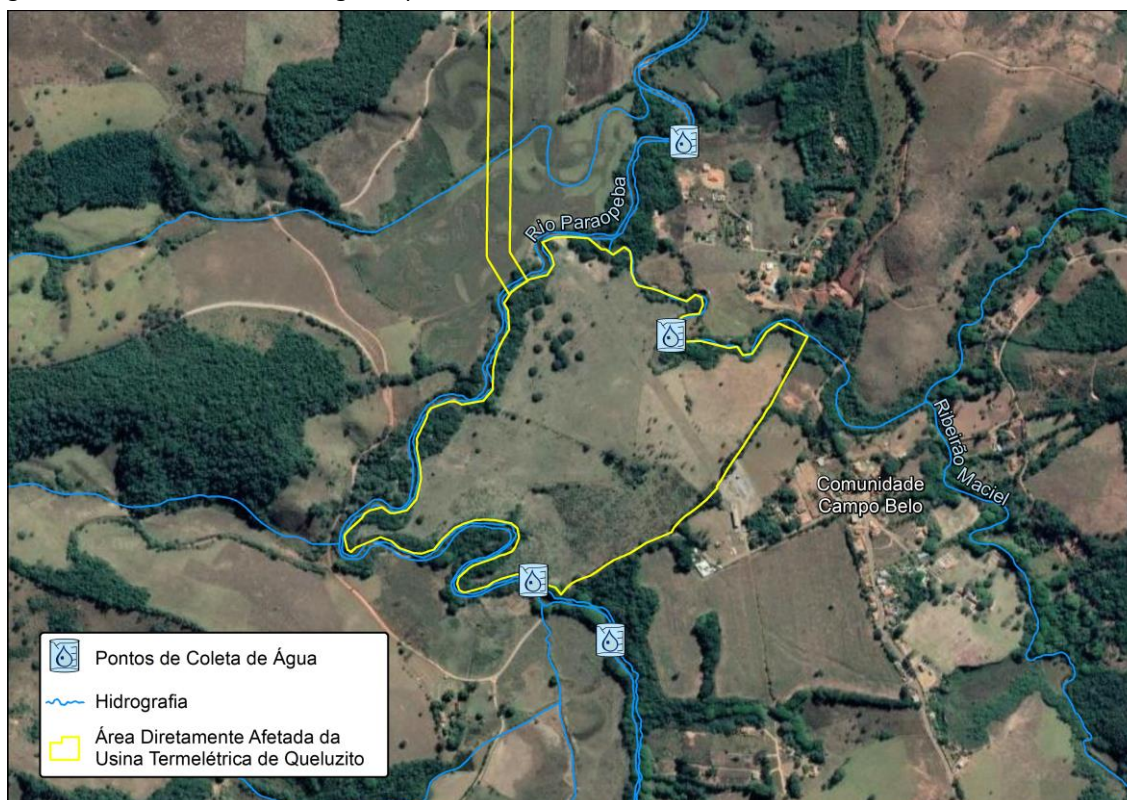 Rio Paraopeba
Ribeirão Maciel
Comunidade
Campo Belo
Pontos de Coleta de Água
Hidrografia
Área Diretamente Afetada da
Usina Termelétrica de Queluzito